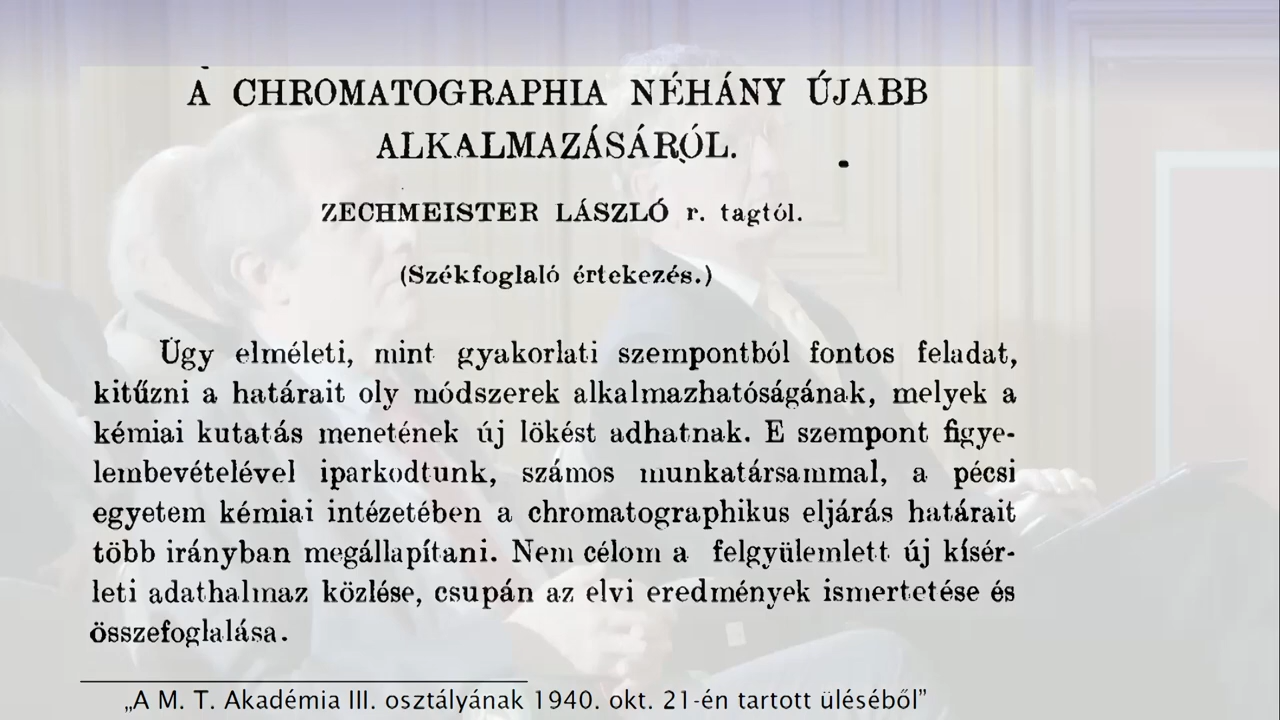 A CHROMATOGRAPHIA NÉHÁNY ÚJABB
ALKALMAZÁSÁRÓL.
ZECHMEISTER LÁSZLÓ r. tagtól.
(Székfoglaló értekezés.)
Úgy elméleti, mint gyakorlati szempontból fontos feladat,
kitűzni a határait oly módszerek alkalmazhatóságának, melyek a
kémiai kutatás menetének új lökést adhatnak. E szempont figye-
lembevételével iparkodtunk, számos munkatársammal, a pécsi
egyetem kémiai intézetében a chromatographikus eljárás határait
több irányban megállapítani. Nem célom a felgyülemlett új kísér-
leti adathalmaz közlése, csupán az elvi eredmények ismertetése és
összefoglalása.
„A M. T. Akadémia III. osztályának 1940. okt. 21-én tartott üléséből”